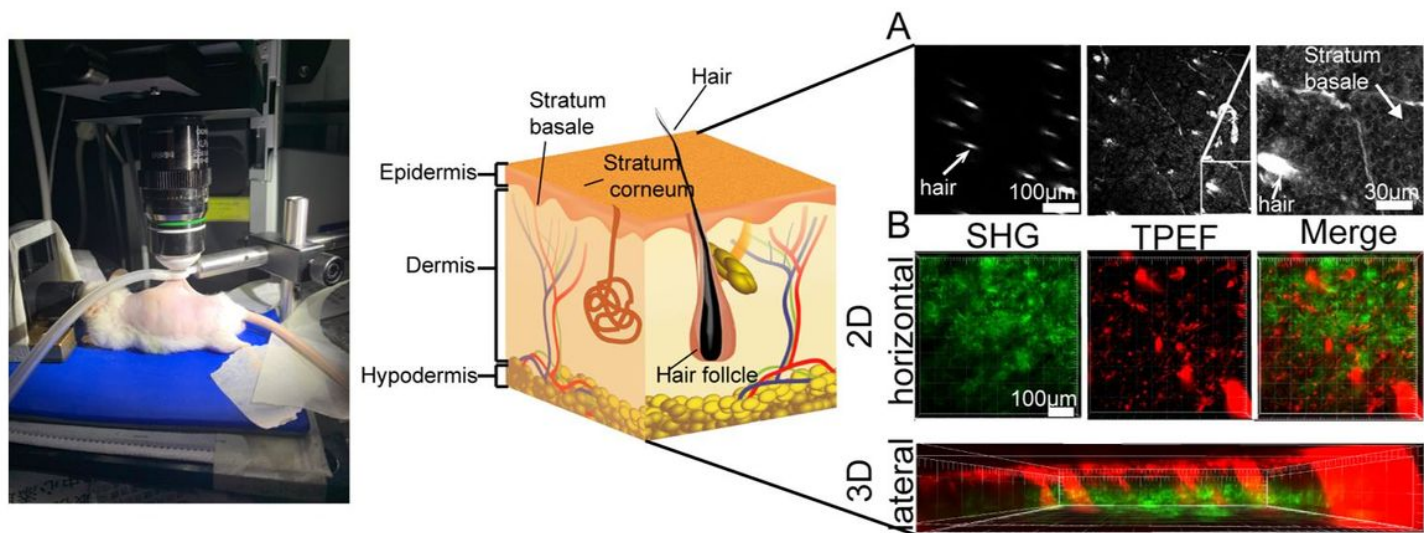 A
Hair
Stratum
basale
Epidermis
Stratum
corneum
Dermis
Hypodermis
Hair follcle
hair
100μm
Stratum
basale
hair
30μm
B
SHG
TPEF
Merge
2D
horizontal
100μm
3D
lateral